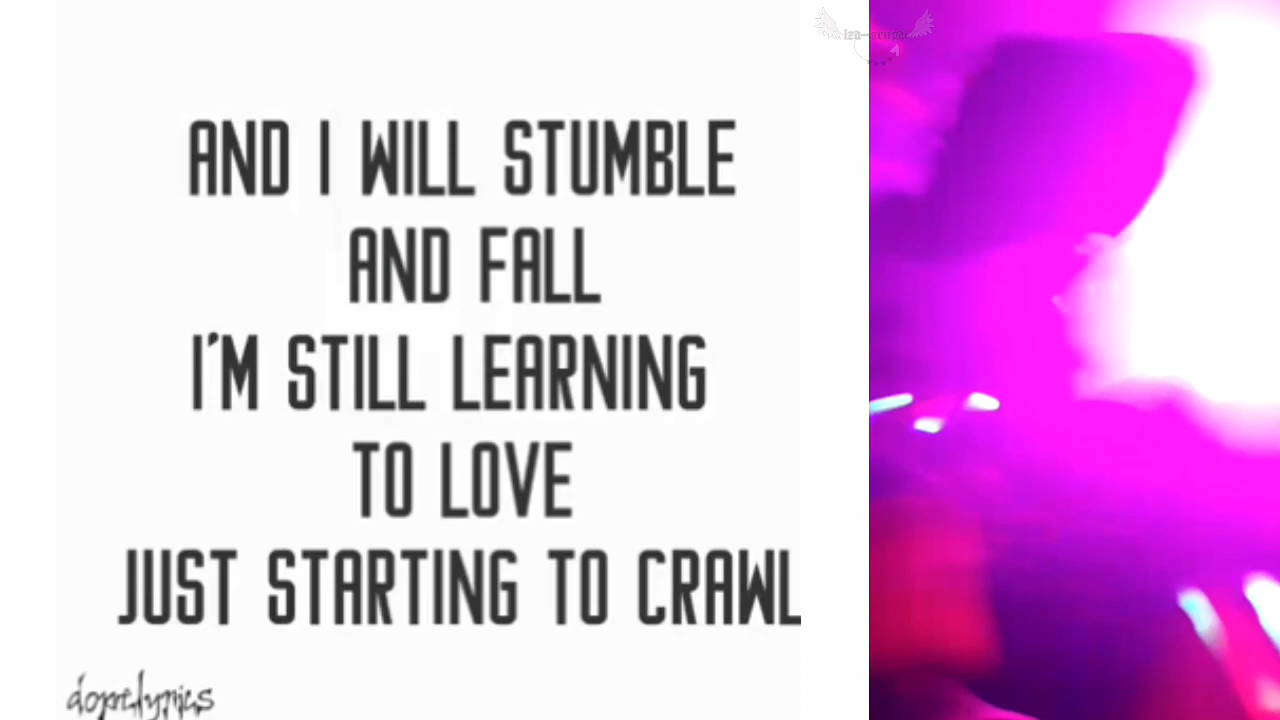 AND I WILL STUMBLE
AND FALL
I'M STILL LEARNING
TO LOVE
JUST STARTING TO CRAWL
dopelyrics